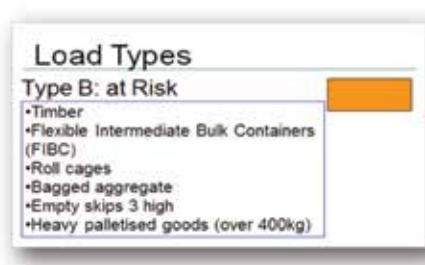 Load Types
Type B: at Risk
•Timber
•Flexible Intermediate Bulk Containers
(FIBC)
•Roll cages
•Bagged aggregate
•Empty skips 3 high
•Heavy palletised goods (over 400kg)